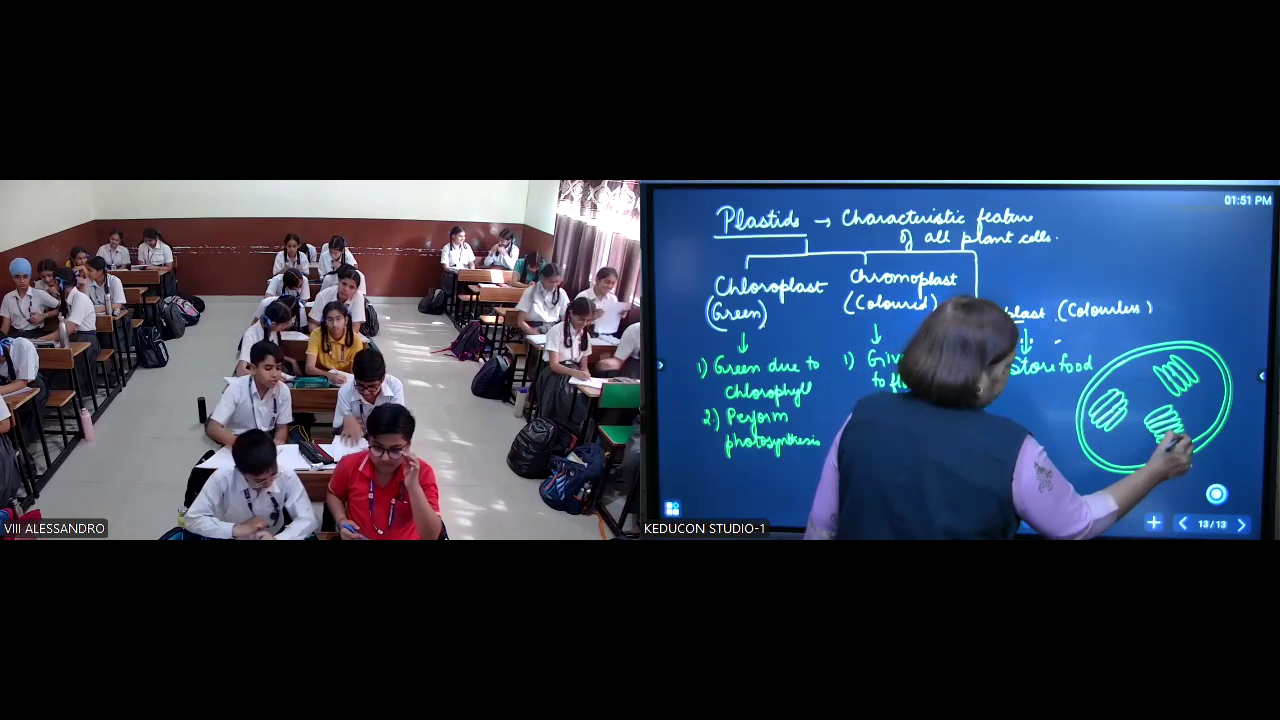 01:51 PM
Plastids → Characteristic feature
of all plant cells.
Chloroplast
(Green)
Chromoplast
(Coloured)
(Colourless)
1) Green due to
chlorophyll
2) Perform
photosynthesis
1)
to
Store food
VIII ALESSANDRO
KEDUCON STUDIO-1
13/13